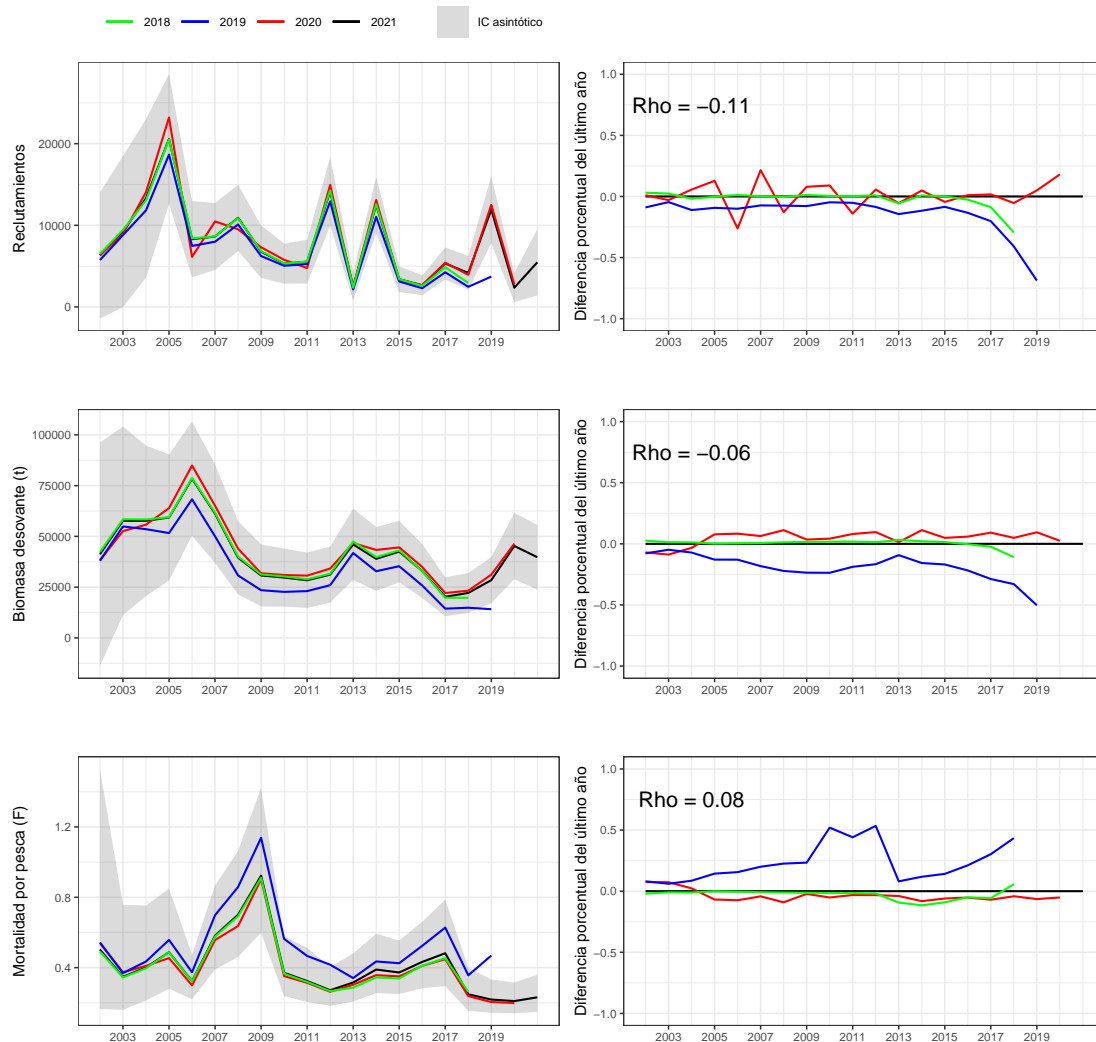 2018 2019 2020 2021 IC asintótico
Reclutamientos
20000
10000
0
2003 2005 2007 2009 2011 2013 2015 2017 2019
Diferencia porcentual del último año
Rho = −0.11
1.0
0.5
0.0
−0.5
−1.0
2003 2005 2007 2009 2011 2013 2015 2017 2019
Biomasa desovante (t)
100000
75000
50000
25000
0
2003 2005 2007 2009 2011 2013 2015 2017 2019
Diferencia porcentual del último año
Rho = −0.06
1.0
0.5
0.0
−0.5
−1.0
2003 2005 2007 2009 2011 2013 2015 2017 2019
Mortalidad por pesca (F)
1.2
0.8
0.4
2003 2005 2007 2009 2011 2013 2015 2017 2019
Diferencia porcentual del último año
Rho = 0.08
1.0
0.5
0.0
−0.5
−1.0
2003 2005 2007 2009 2011 2013 2015 2017 2019